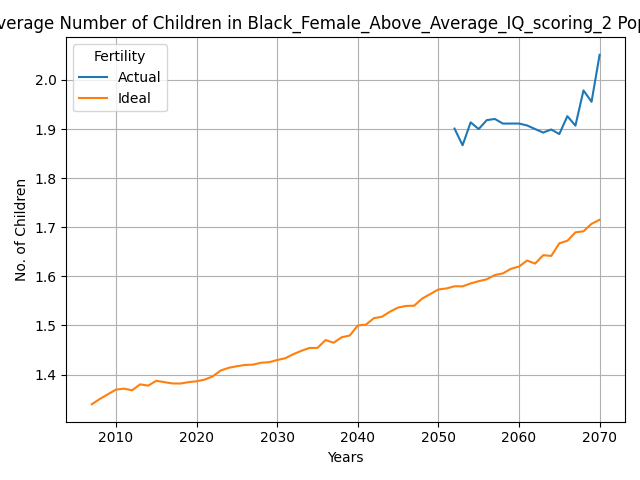 verage Number of Children in Black_Female_Above_Average_IQ_scoring_2 Pop
Fertility
Actual
Ideal
No. of Children
2.0
1.9
1.8
1.7
1.6
1.5
1.4
2010 2020 2030 2040 2050 2060 2070
Years